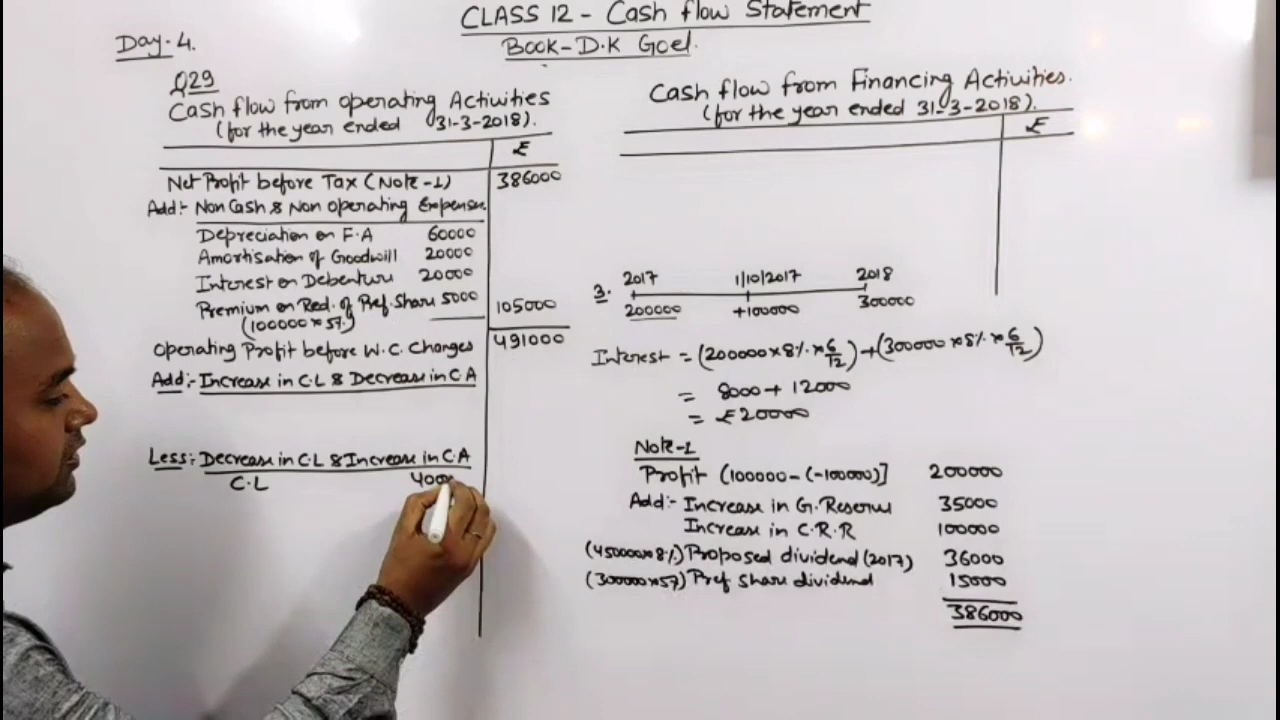 CLASS 12 - Cash flow Statement
Book - D.K Goel.
Day - 4.
Q29
Cash flow from operating Activities
(for the year ended 31-3-2018).
₹
Net Profit before Tax (Note-1) 386000
Add:- Non Cash & Non operating Expenses
Depreciation on F.A 60000
Amortisation of Goodwill 20000
Interest on Debenture 20000
Premium on Red. of Pref. Share 5000 105000
(100000 x 5%)
491000
Operating Profit before W.C. Changes
Add:- Increase in C.L & Decrease in C.A
Less:- Decrease in C.L & Increase in C.A
C.L
Cash flow from Financing Activities.
(for the year ended 31-3-2018).
₹
3. 2017 1/10/2017 2018
200000 +100000 300000
Interest = (200000 x 8% x 6/12) + (300000 x 8% x 6/12)
= 8000 + 12000
= ₹20000
Note-1
Profit (100000 - (-100000)] 200000
Add:- Increase in G. Reserve 35000
Increase in C.R.R 100000
(450000 x 8%) Proposed dividend (2017) 36000
(300000 x 5%) Pref share dividend 15000
386000